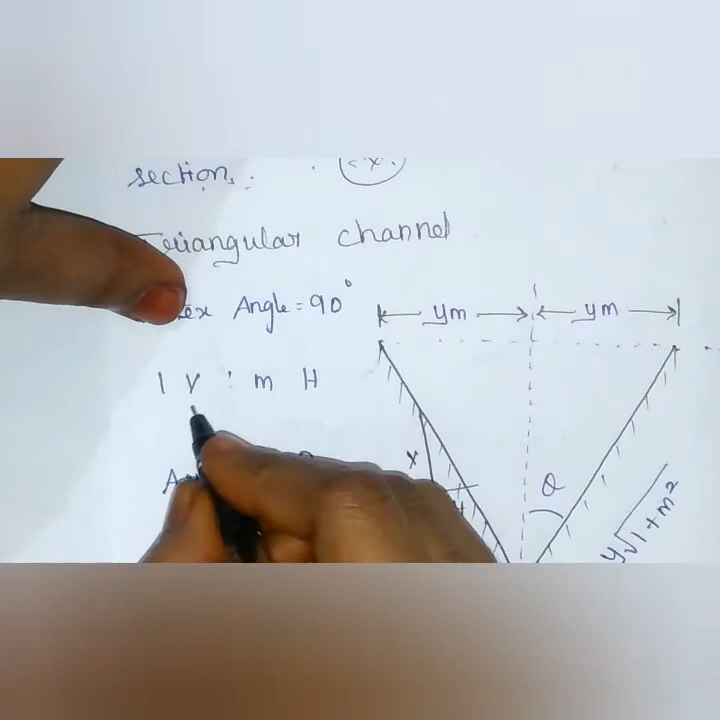 section.
Triangular channel
Angle = 90°
ym ym
1 V : m H
θ
y√1+m²